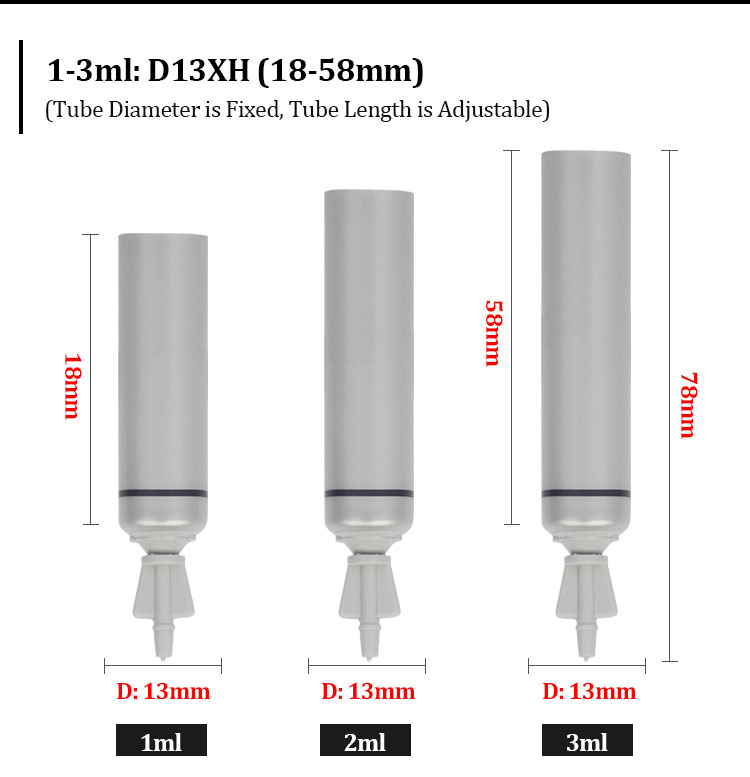 1-3ml: D13XH (18-58mm)
(Tube Diameter is Fixed, Tube Length is Adjustable)
18mm
58mm
78mm
D: 13mm
D: 13mm
D: 13mm
1ml
2ml
3ml